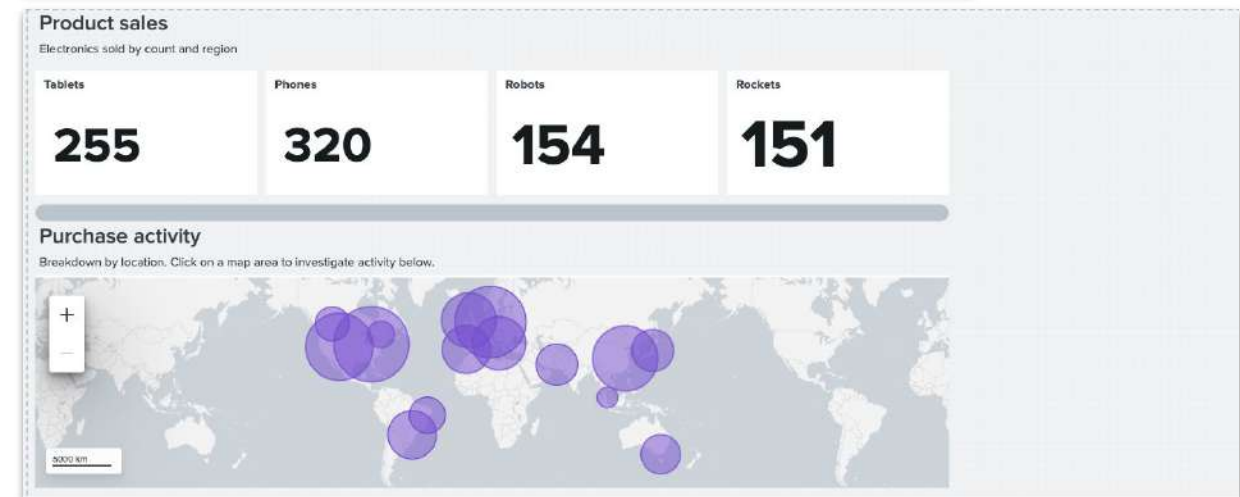 Product sales
Electronics sold by count and region
Tablets
Phones
Robots
Rockets
255
320
154
151
Purchase activity
Breakdown by location. Click on a map area to investigate activity below.
+
−
5000 km